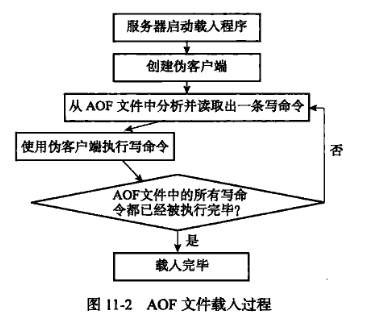 服务器启动载入程序
创建伪客户端
从 AOF 文件中分析并读取出一条写命令
使用伪客户端执行写命令
否
AOF文件中的所有写命
令都已经被执行完毕?
是
载入完毕
图 11-2 AOF 文件载入过程